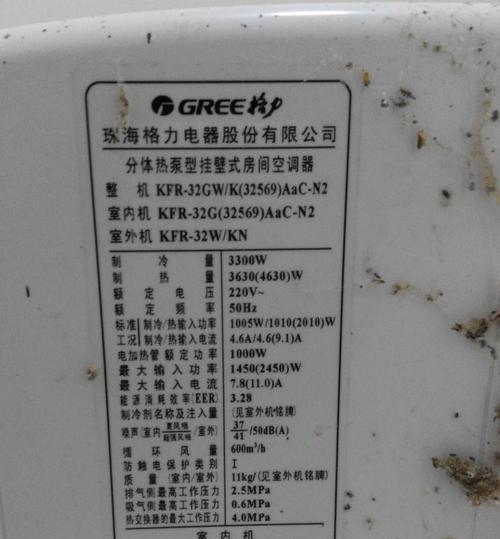 GREE格力
珠海格力电器股份有限公司
分体热泵型挂壁式房间空调器
整 机 KFR-32GW/K(32569)AaC-N2
室内机 KFR-32G(32569)AaC-N2
室外机 KFR-32W/KN
制 冷 量 3300W
制 热 量 3630(4630)W
额 定 电 压 220V~
额 定 频 率 50Hz
标准 制冷/热输入功率 1005W/1010(2010)W
工况 制冷/热输入电流 4.6A/4.6(9.1)A
电加热管额定功率 1000W
最 大 输 入 功 率 1450(2450)W
最 大 输 入 电 流 7.8(11.0)A
能源消耗效率(EER) 3.28
制冷剂名称及注入量 (见室外机铭牌)
噪声(室内 高风档/超强风档 /室外) 37/41 /50dB(A)
循 环 风 量 600m³/h
防触电保护类别 I
质 量 (室内/室外) 11kg/(见室外机铭牌)
排气侧最高工作压力 2.5MPa
吸气侧最高工作压力 0.6MPa
热交换器的最大工作压力 4.0MPa
室 内 机